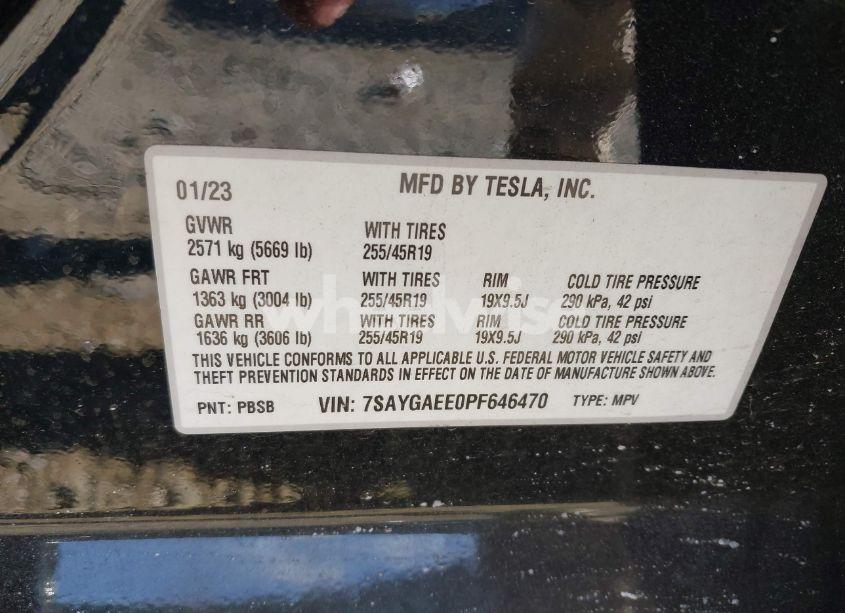 01/23 MFD BY TESLA, INC.
GVWR WITH TIRES
2571 kg (5669 lb) 255/45R19
GAWR FRT WITH TIRES RIM COLD TIRE PRESSURE
1363 kg (3004 lb) 255/45R19 19X9.5J 290 kPa, 42 psi
GAWR RR WITH TIRES RIM COLD TIRE PRESSURE
1636 kg (3606 lb) 255/45R19 19X9.5J 290 kPa, 42 psi
THIS VEHICLE CONFORMS TO ALL APPLICABLE U.S. FEDERAL MOTOR VEHICLE SAFETY AND
THEFT PREVENTION STANDARDS IN EFFECT ON THE DATE OF MANUFACTURE SHOWN ABOVE.
PNT: PBSB VIN: 7SAYGAEE0PF646470 TYPE: MPV